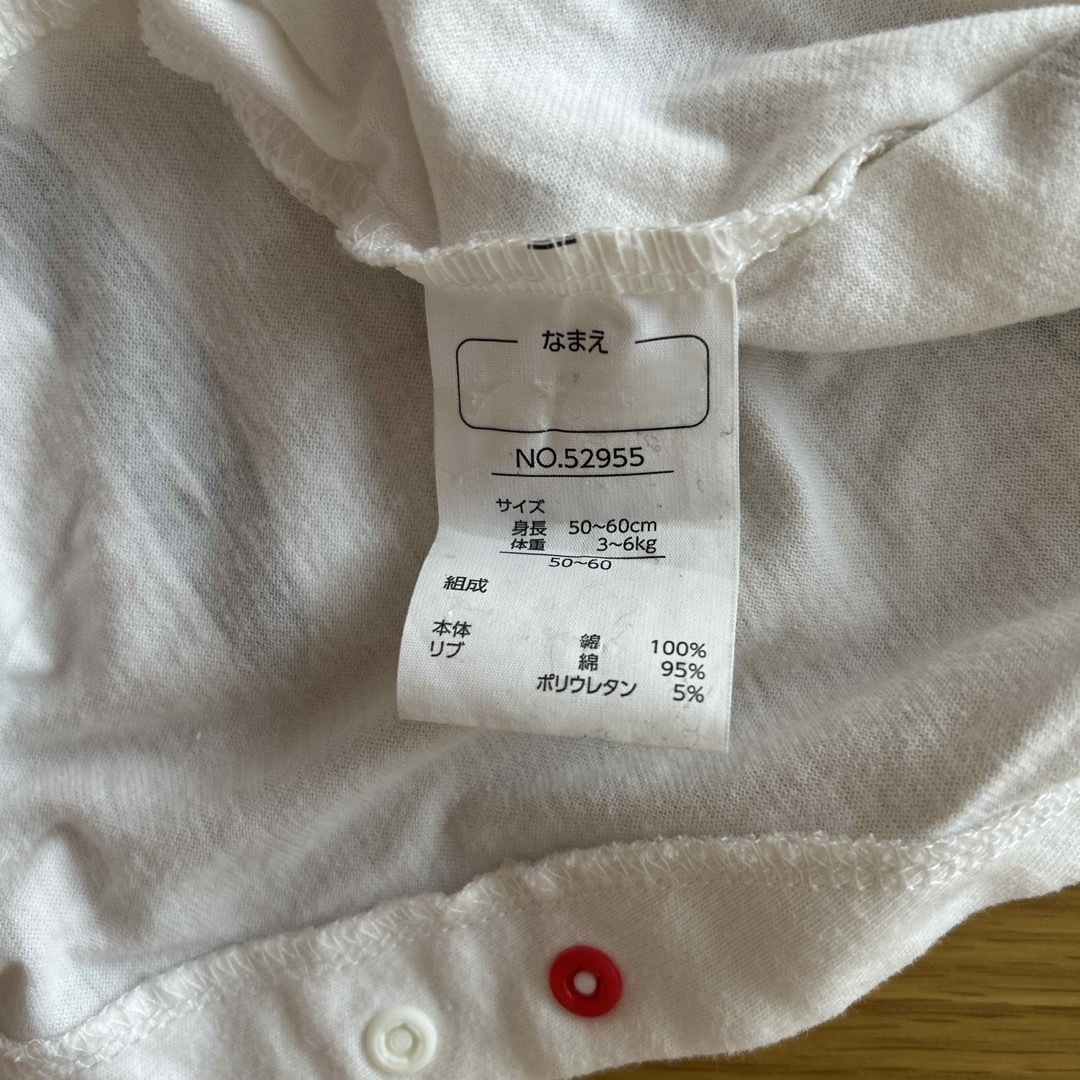 なまえ
NO.52955
サイズ
身長 50~60cm
体重 3~6kg
50~60
組成
本体 綿 100%
リブ 綿 95%
ポリウレタン 5%